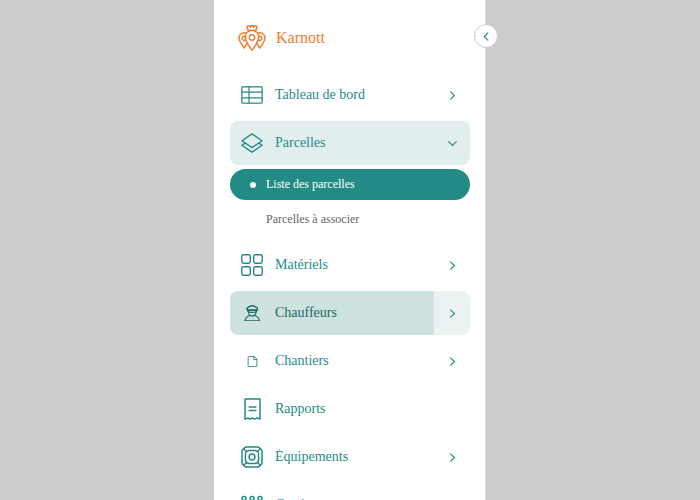 Karnott
Tableau de bord
Parcelles
Liste des parcelles
Parcelles à associer
Matériels
Chauffeurs
Chantiers
Rapports
Équipements